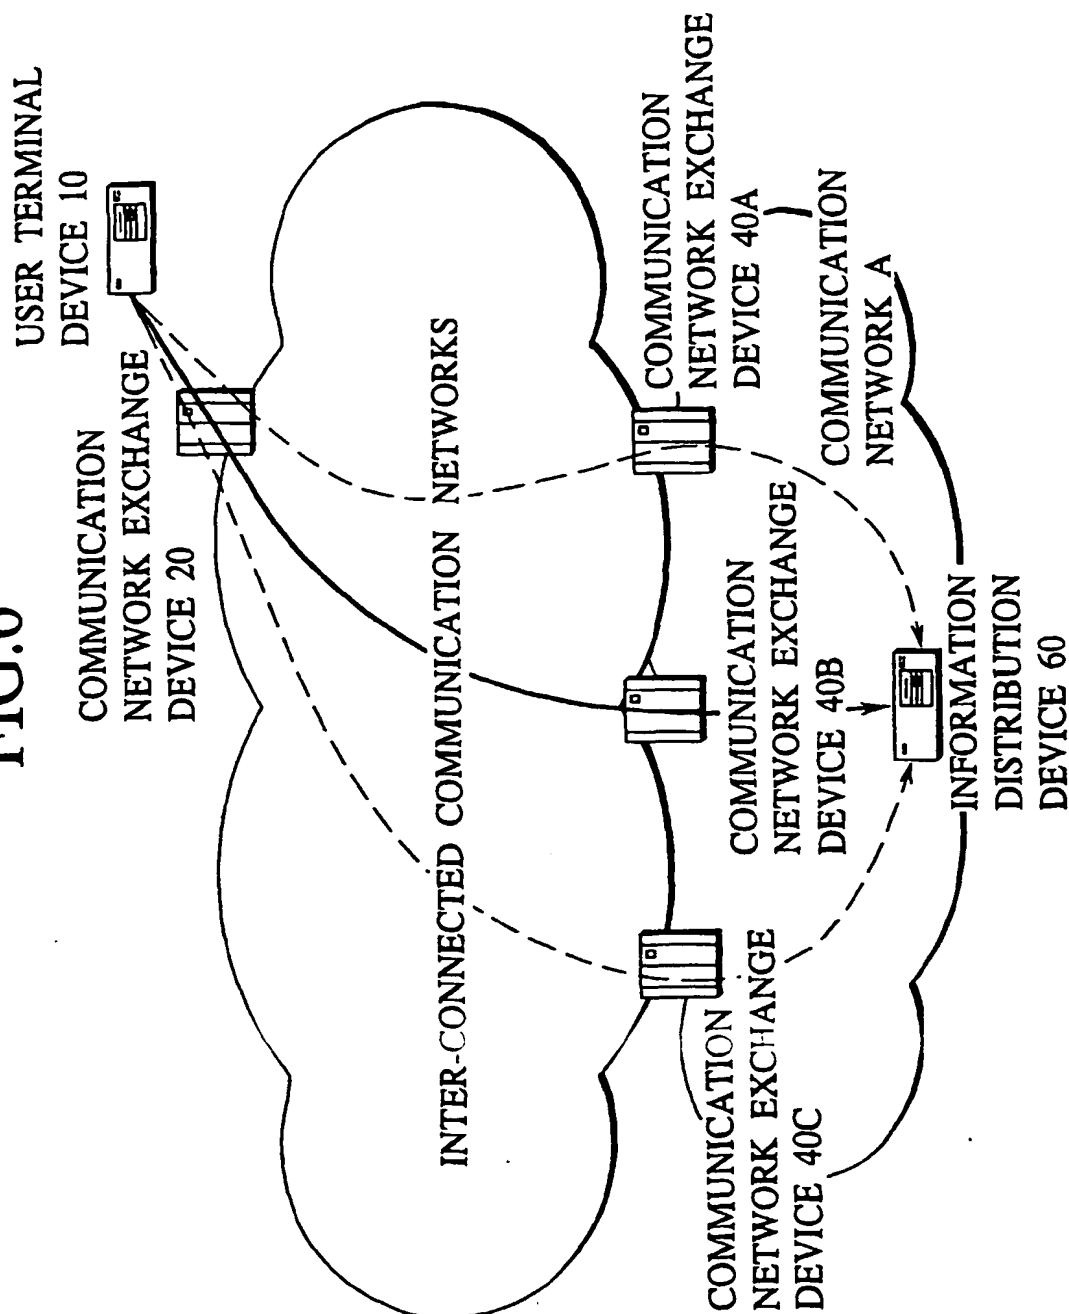 FIG.6
USER TERMINAL
DEVICE 10
COMMUNICATION
NETWORK EXCHANGE
DEVICE 20
INTER-CONNECTED COMMUNICATION NETWORKS
COMMUNICATION
NETWORK EXCHANGE
DEVICE 40A
COMMUNICATION
NETWORK EXCHANGE
DEVICE 40B
COMMUNICATION
NETWORK EXCHANGE
DEVICE 40C
COMMUNICATION
NETWORK A
INFORMATION
DISTRIBUTION
DEVICE 60